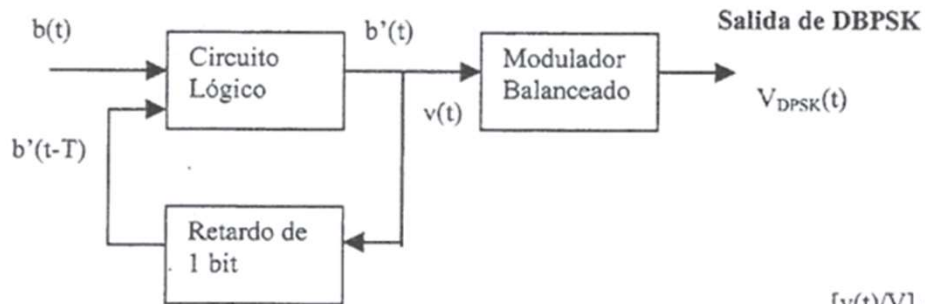 Salida de DBPSK
b(t)
b’(t)
Circuito
Lógico
Modulador
Balanceado
v(t)
V_DPSK(t)
b’(t-T)
Retardo de
1 bit
[v(t)/V]